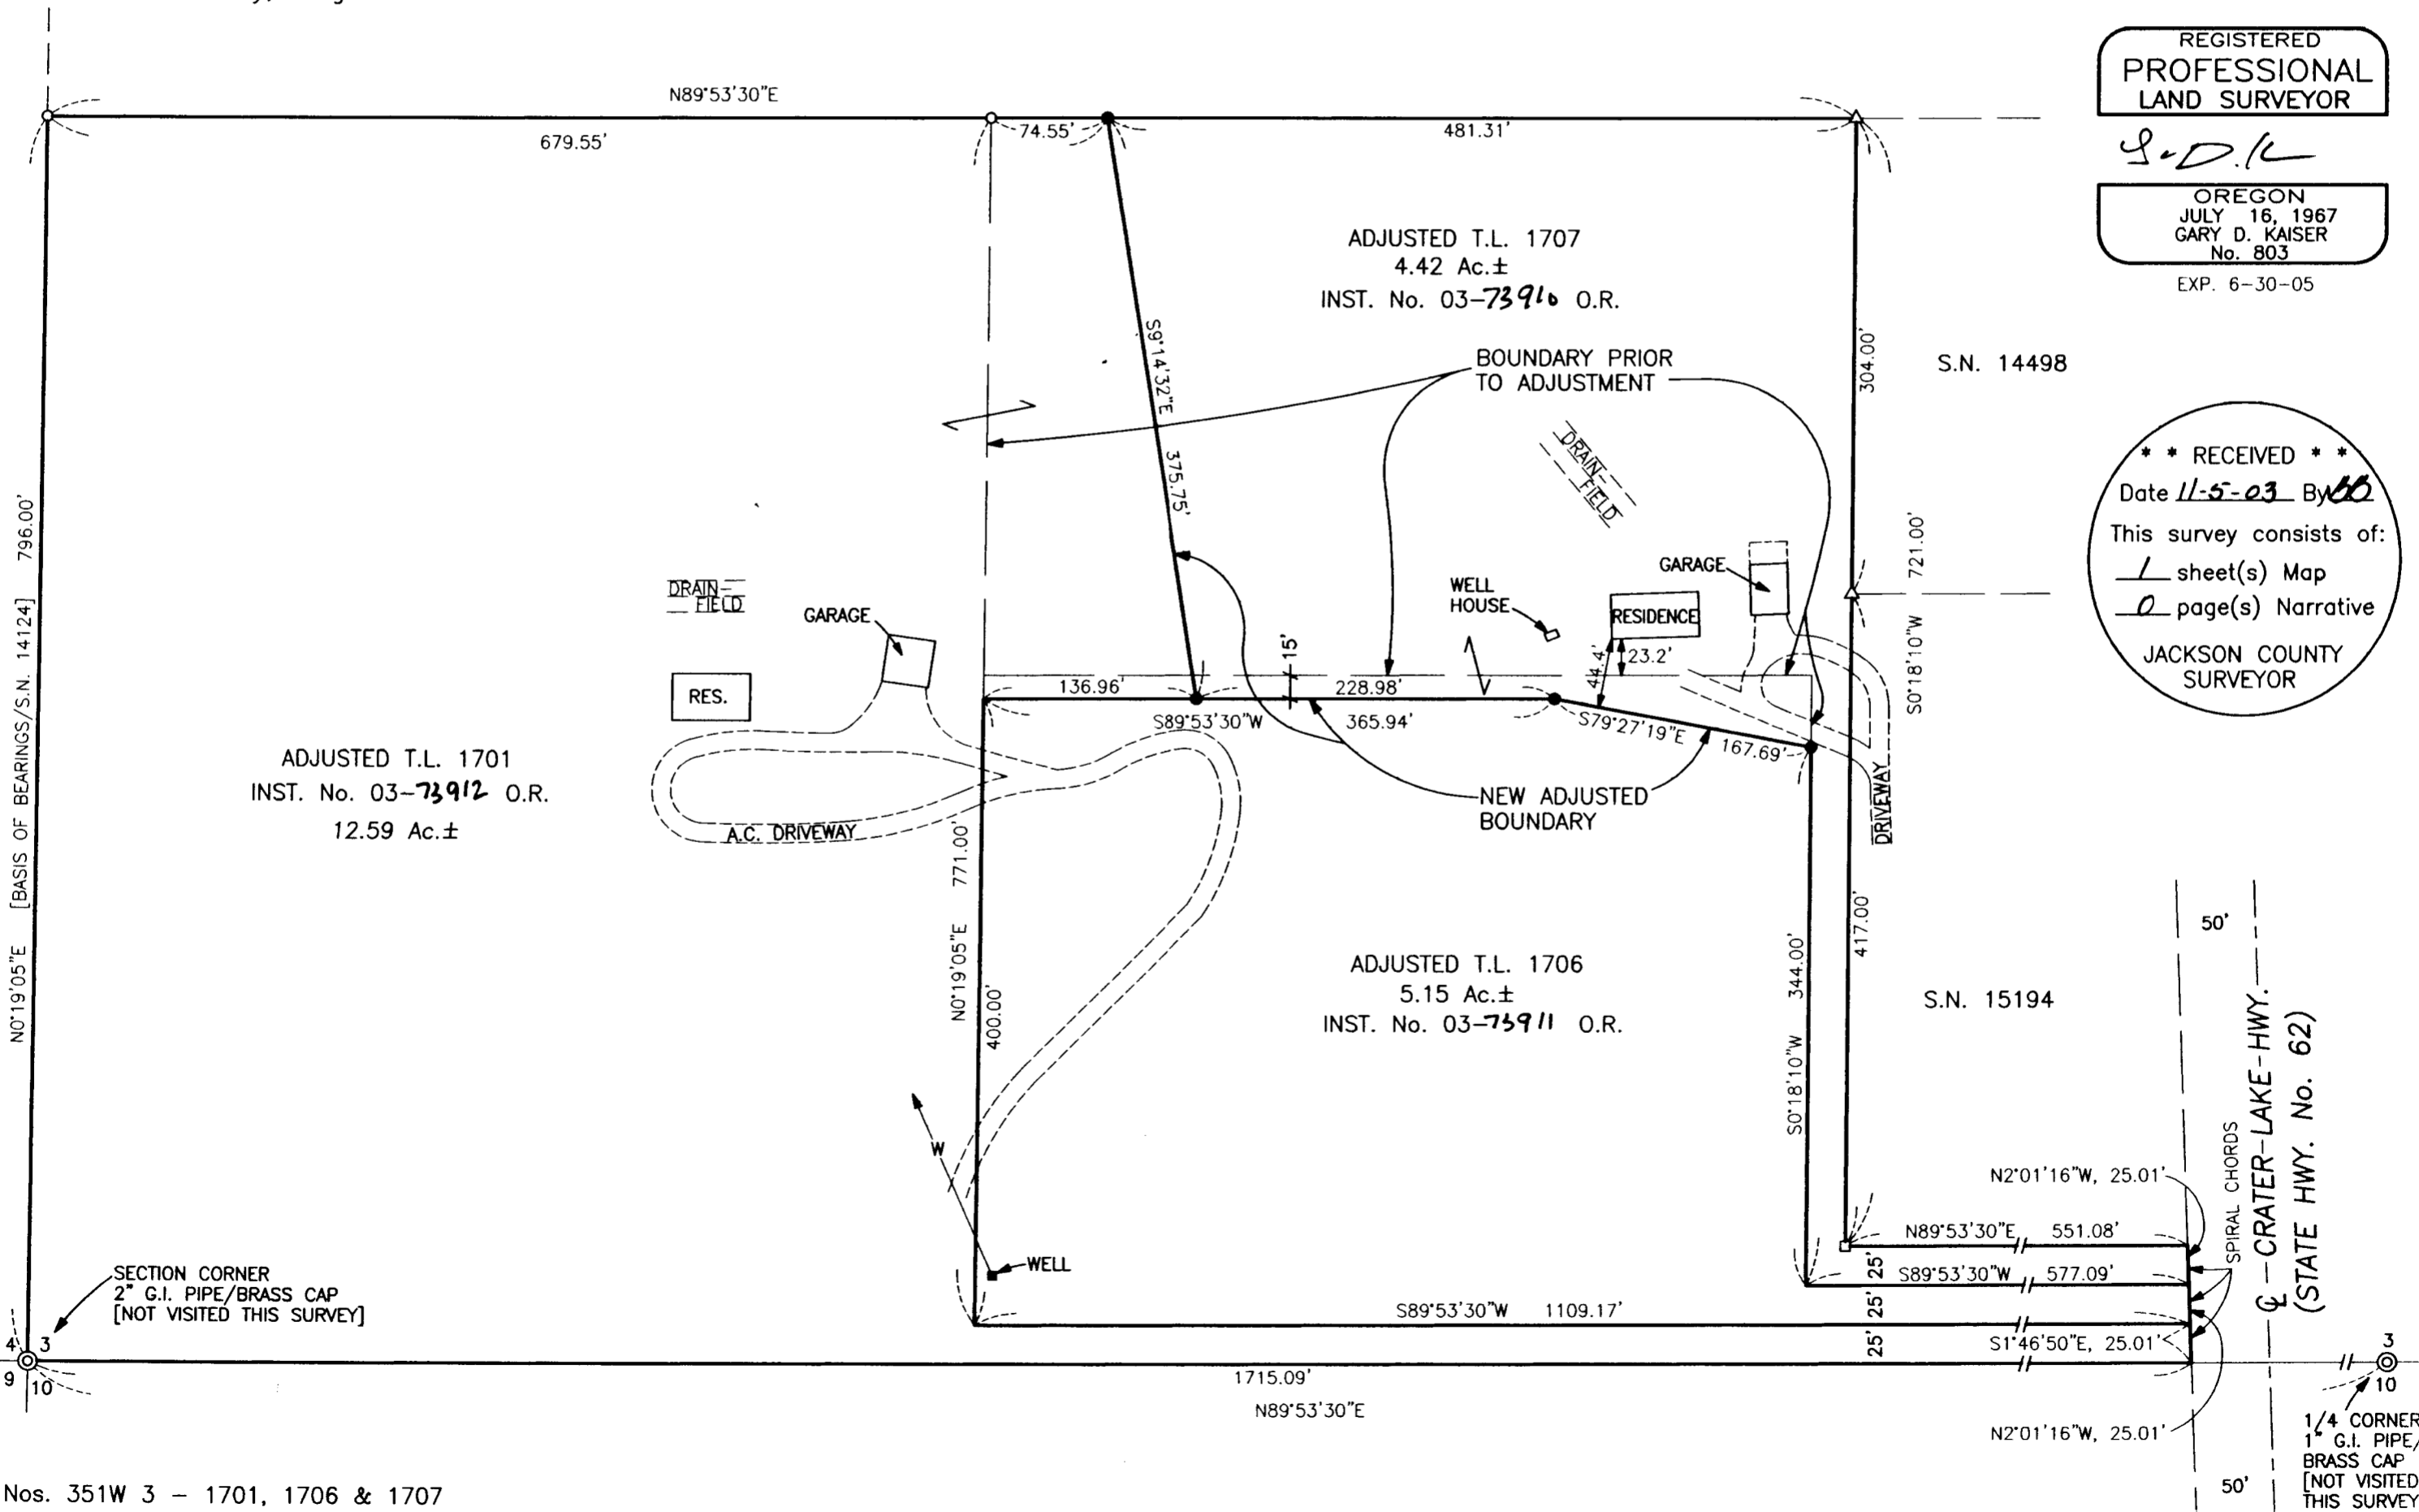 REGISTERED
PROFESSIONAL
LAND SURVEYOR
OREGON
JULY 16, 1967
GARY D. KAISER
No. 803
EXP. 6-30-05
N89°53'30"E
679.55'
74.55'
481.31'
ADJUSTED T.L. 1707
4.42 Ac.±
INST. No. 03-73910 O.R.
S9°14'32"E
375.75'
BOUNDARY PRIOR
TO ADJUSTMENT
304.00'
S.N. 14498
* * RECEIVED * *
Date 11-5-03 By
This survey consists of:
1 sheet(s) Map
0 page(s) Narrative
JACKSON COUNTY
SURVEYOR
DRAIN-
FIELD
N0°19'05"E [BASIS OF BEARINGS/S.N. 14124] 796.00'
S0°18'10"W 721.00'
DRAIN-
FIELD
GARAGE
RES.
WELL
HOUSE
RESIDENCE
GARAGE
15'
44.4'
23.2'
136.96'
228.98'
S89°53'30"W
365.94'
S79°27'19"E
167.69'
ADJUSTED T.L. 1701
INST. No. 03-73912 O.R.
12.59 Ac.±
A.C. DRIVEWAY
NEW ADJUSTED
BOUNDARY
DRIVEWAY
N0°19'05"E 771.00'
400.00'
ADJUSTED T.L. 1706
5.15 Ac.±
INST. No. 03-73911 O.R.
S0°18'10"W 344.00'
417.00'
S.N. 15194
50'
℄ CRATER-LAKE-HWY.
(STATE HWY. No. 62)
SPIRAL CHORDS
W
WELL
N2°01'16"W, 25.01'
N89°53'30"E 551.08'
25'
S89°53'30"W 577.09'
25'
S89°53'30"W 1109.17'
25'
S1°46'50"E, 25.01'
SECTION CORNER
2" G.I. PIPE/BRASS CAP
[NOT VISITED THIS SURVEY]
4 3
9 10
1715.09'
N89°53'30"E
N2°01'16"W, 25.01'
3
10
1/4 CORNER
1" G.I. PIPE/
BRASS CAP
[NOT VISITED
THIS SURVEY
50'
Nos. 351W 3 - 1701, 1706 & 1707